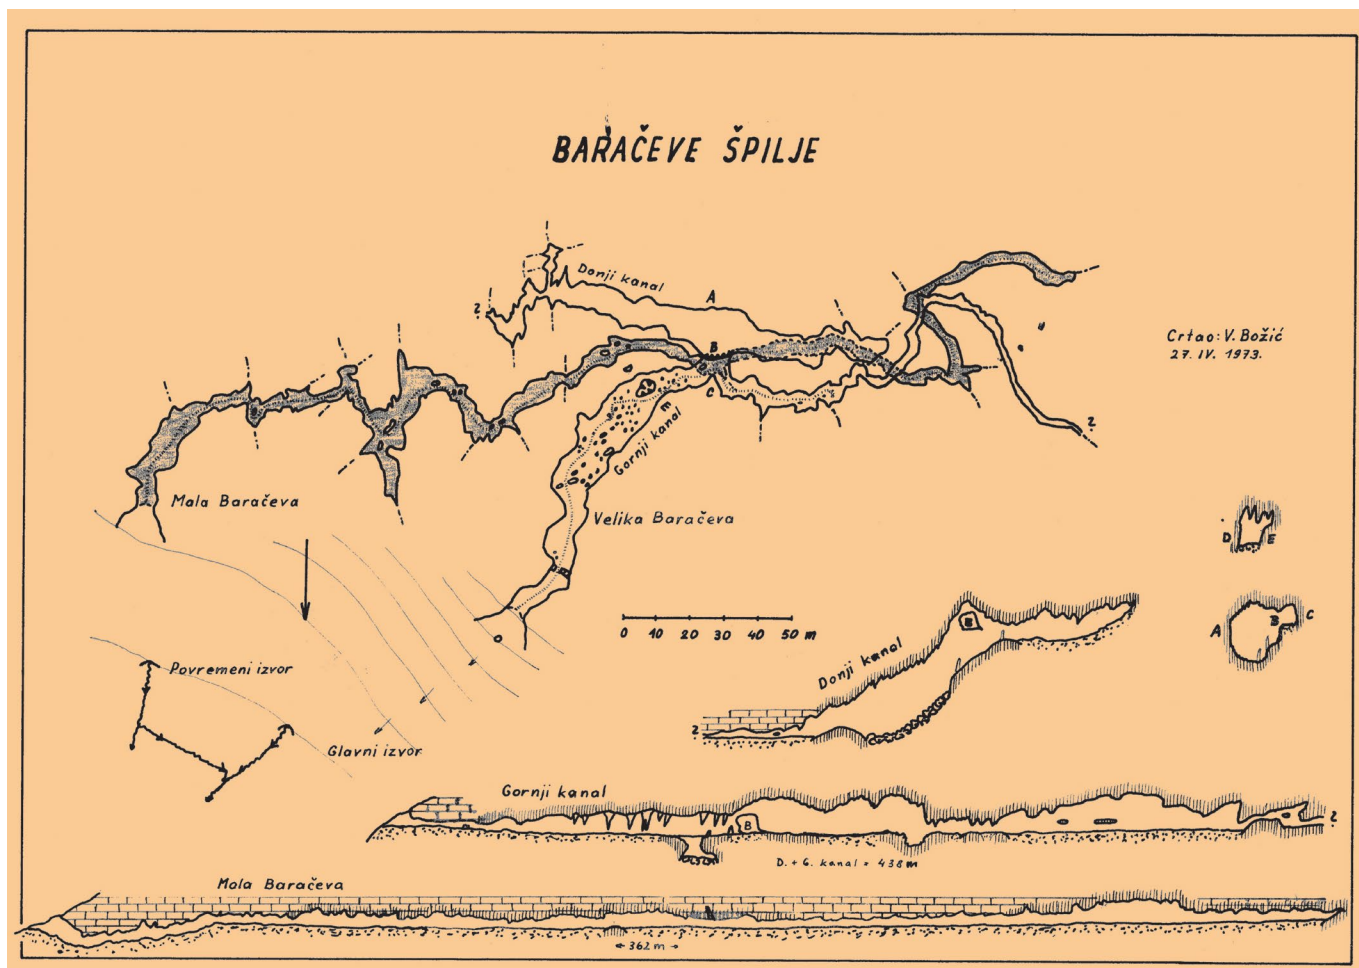 BARAČEVE ŠPILJE
Donji kanal
A
?
B
C
E
Gornji kanal
?
Crtao: V. Božić
27. IV. 1973.
Mala Baračeva
Velika Baračeva
D E
0 10 20 30 40 50 m
A B C
Povremeni izvor
Glavni izvor
Donji kanal
B
?
Gornji kanal
B
?
D. + G. kanal = 438 m
Mala Baračeva
362 m